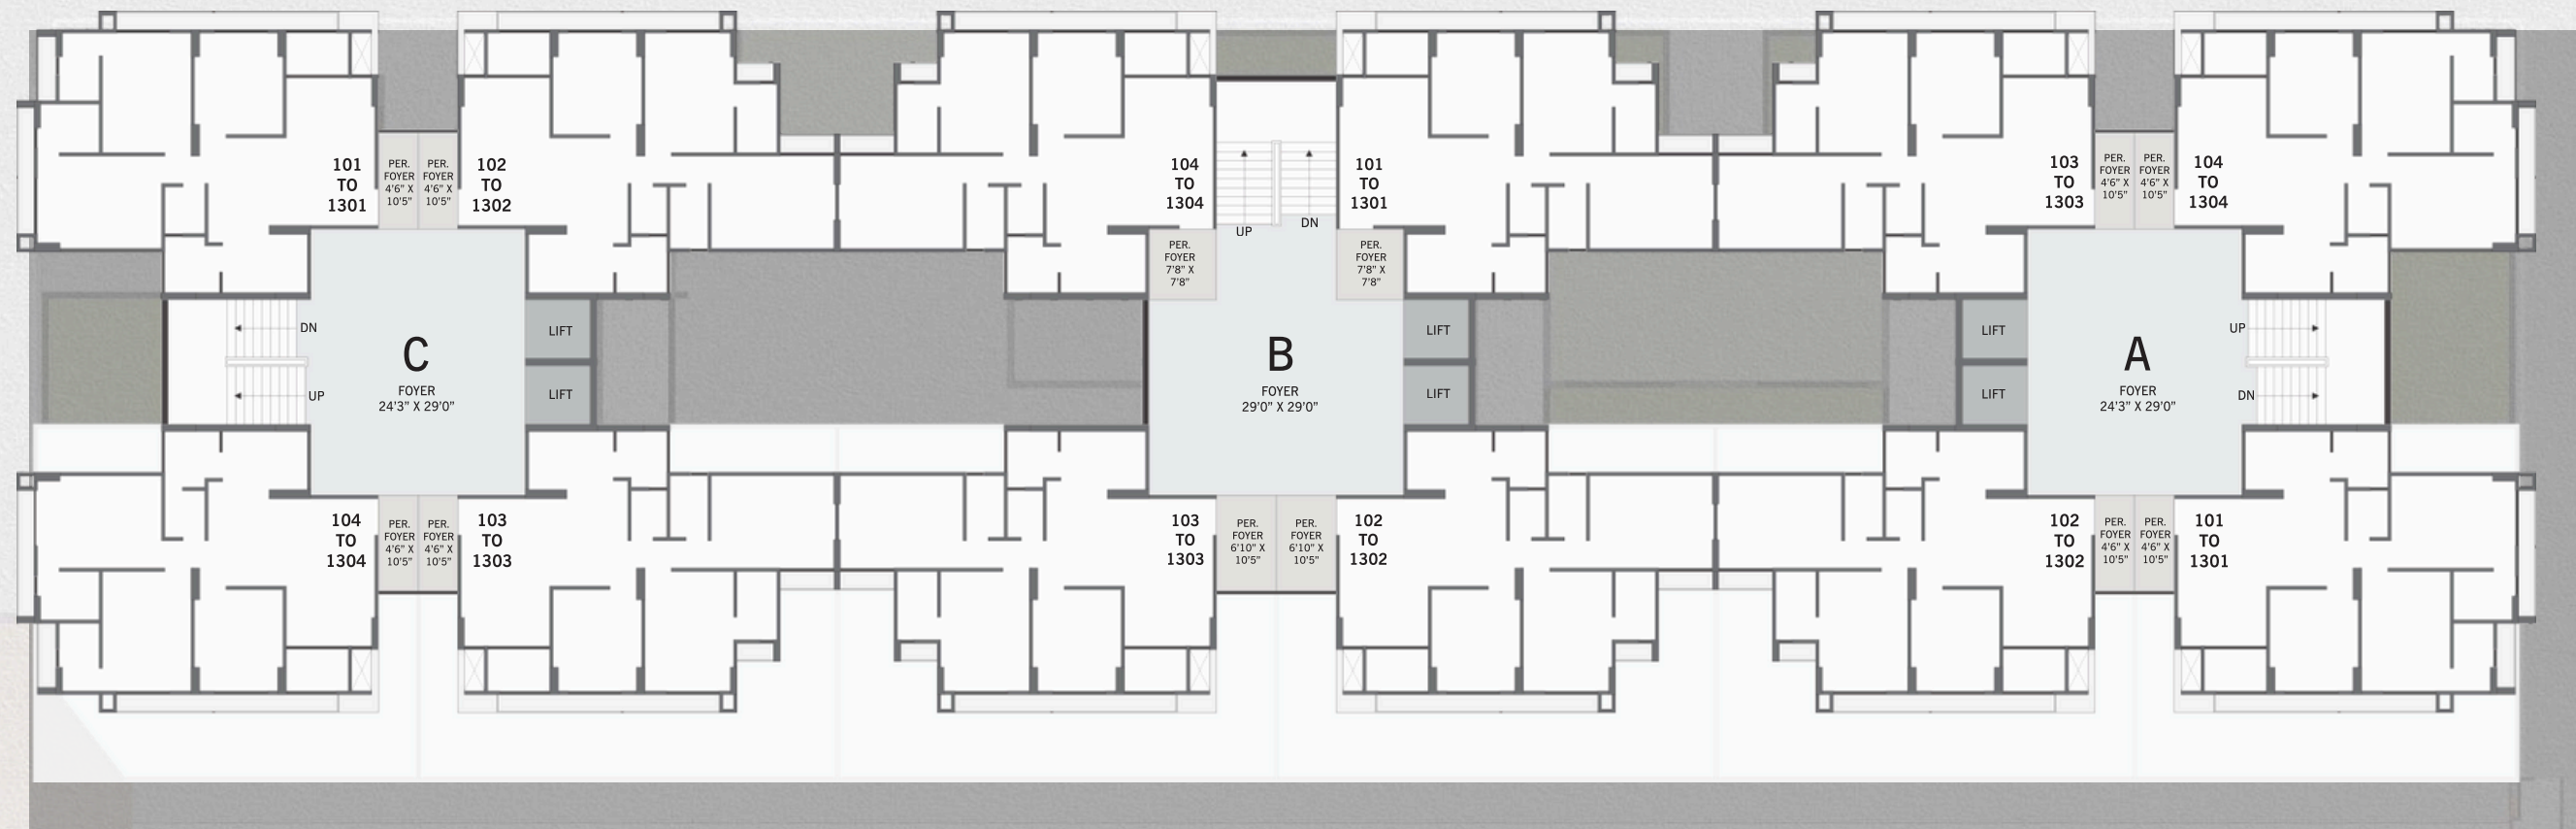 101
TO
1301
PER.
FOYER
4'6" X
10'5"
PER.
FOYER
4'6" X
10'5"
102
TO
1302
104
TO
1304
UP
DN
101
TO
1301
103
TO
1303
PER.
FOYER
4'6" X
10'5"
PER.
FOYER
4'6" X
10'5"
104
TO
1304
PER.
FOYER
7'8" X
7'8"
PER.
FOYER
7'8" X
7'8"
DN
UP
C
FOYER
24'3" X 29'0"
LIFT
LIFT
B
FOYER
29'0" X 29'0"
LIFT
LIFT
LIFT
LIFT
A
FOYER
24'3" X 29'0"
UP
DN
104
TO
1304
PER.
FOYER
4'6" X
10'5"
PER.
FOYER
4'6" X
10'5"
103
TO
1303
103
TO
1303
PER.
FOYER
6'10" X
10'5"
PER.
FOYER
6'10" X
10'5"
102
TO
1302
102
TO
1302
PER.
FOYER
4'6" X
10'5"
PER.
FOYER
4'6" X
10'5"
101
TO
1301